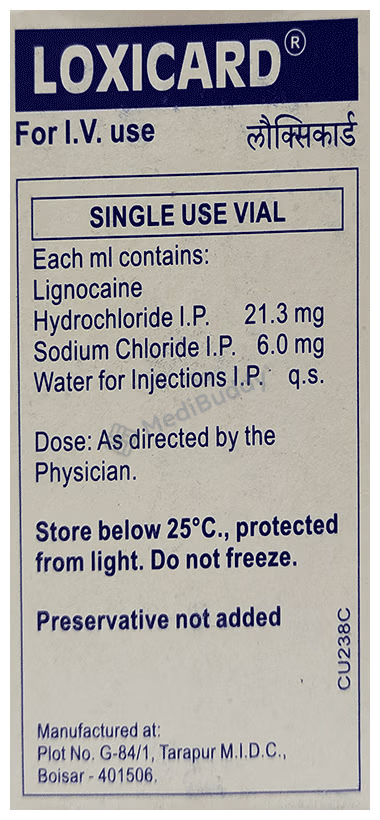 LOXICARD®
For I.V. use
लौक्सिकार्ड
SINGLE USE VIAL
Each ml contains:
Lignocaine
Hydrochloride I.P. 21.3 mg
Sodium Chloride I.P. 6.0 mg
Water for Injections I.P. q.s.
MediBuddy
Dose: As directed by the
Physician.
Store below 25°C., protected
from light. Do not freeze.
Preservative not added
CU238C
Manufactured at:
Plot No. G-84/1, Tarapur M.I.D.C.,
Boisar - 401506.